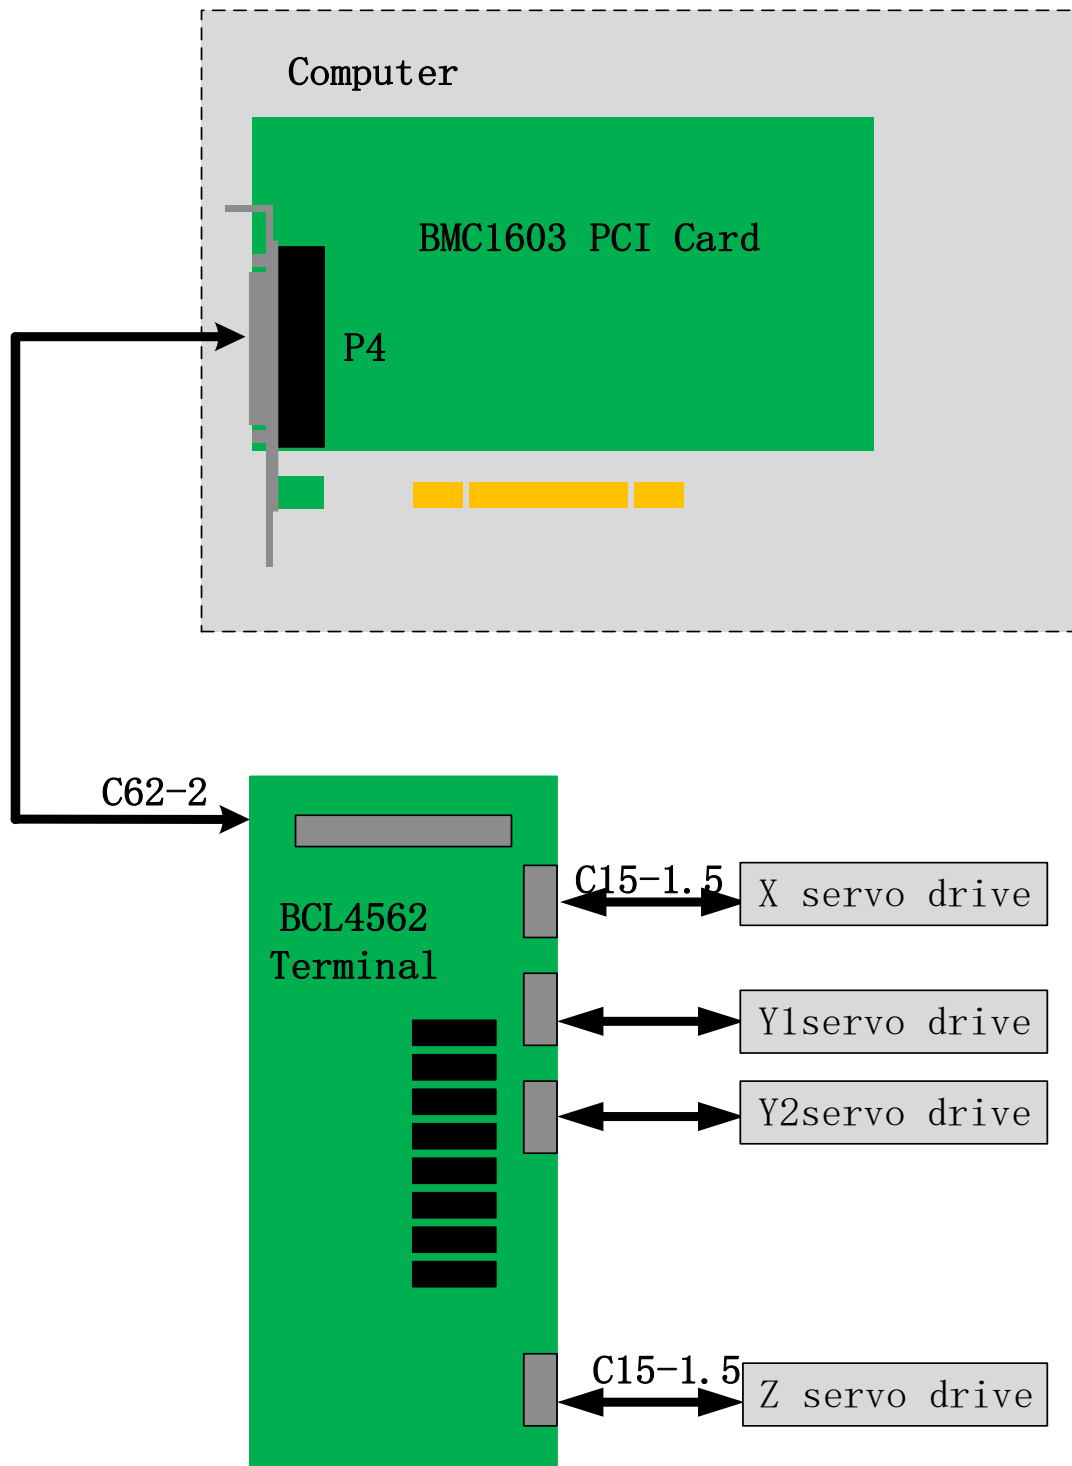 Computer
BMC1603 PCI Card
P4
C62-2
BCL4562
Terminal
C15-1.5
X servo drive
Y1servo drive
Y2servo drive
C15-1.5
Z servo drive